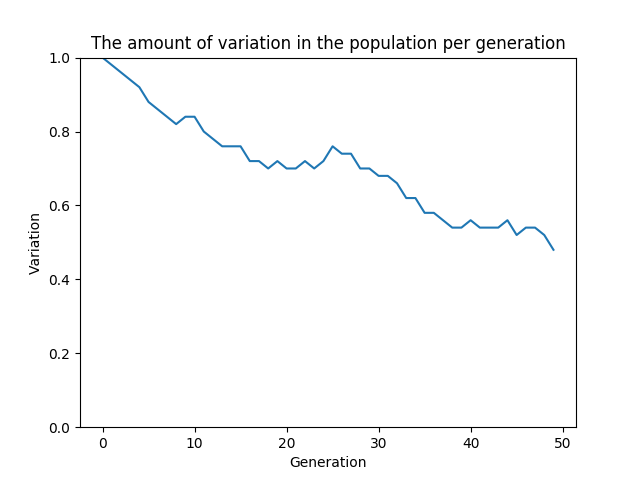 The amount of variation in the population per generation
1.0
0.8
0.6
0.4
0.2
0.0
Variation
0 10 20 30 40 50
Generation